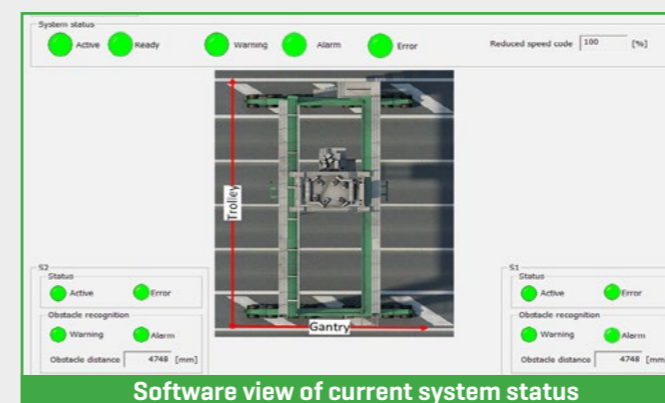 System status
Active Ready Warning Alarm Error Reduced speed code 100 [%]
Trolley
Gantry
S2
Status
Active Error
Obstacle recognition
Warning Alarm
Obstacle distance 4748 [mm]
S1
Status
Active Error
Obstacle recognition
Warning Alarm
Obstacle distance 4748 [mm]
Software view of current system status